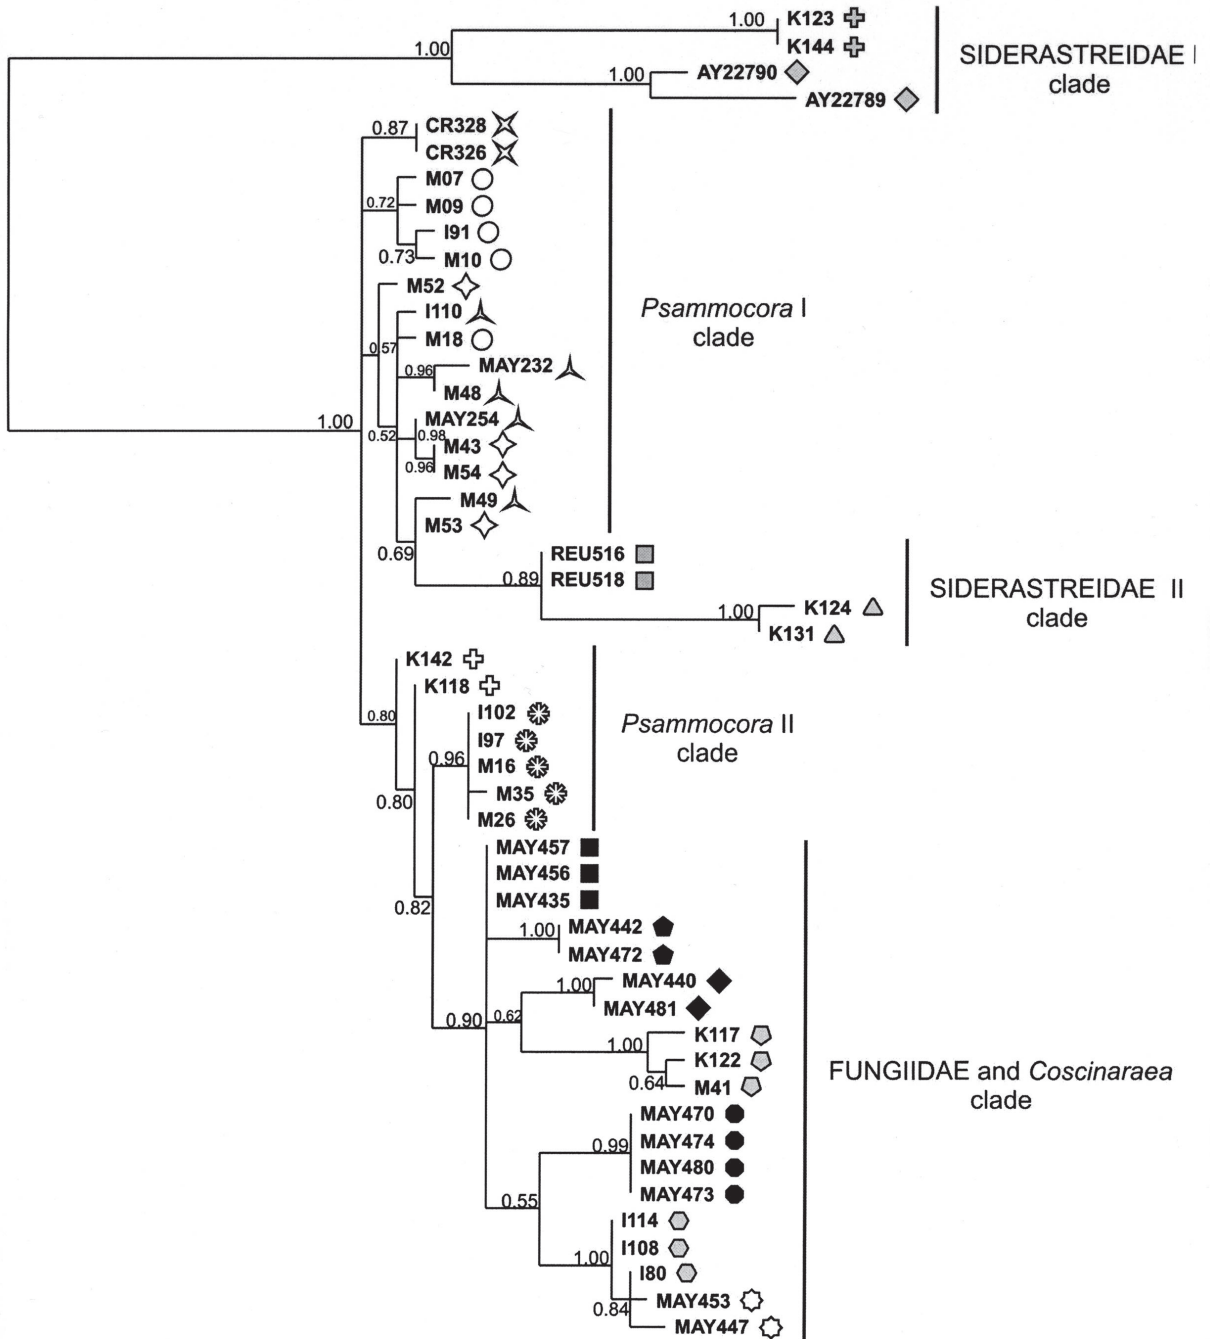 1.00
K123
K144
1.00
1.00
AY22790
AY22789
SIDERASTREIDAE I
clade
0.87
CR328
CR326
M07
0.72
M09
I91
0.73
M10
M52
I110
M18
0.57
MAY232
0.96
M48
MAY254
1.00
0.52
0.98
M43
0.96
M54
M49
M53
0.69
Psammocora I
clade
REU516
0.89
REU518
1.00
K124
K131
SIDERASTREIDAE II
clade
K142
K118
0.80
I102
I97
0.96
M16
M35
0.80
M26
Psammocora II
clade
MAY457
MAY456
MAY435
0.82
1.00
MAY442
MAY472
1.00
MAY440
MAY481
0.90
0.62
K117
1.00
K122
0.64
M41
MAY470
MAY474
0.99
MAY480
MAY473
0.55
I114
I108
1.00
I80
MAY453
0.84
MAY447
FUNGIIDAE and Coscinaraea
clade